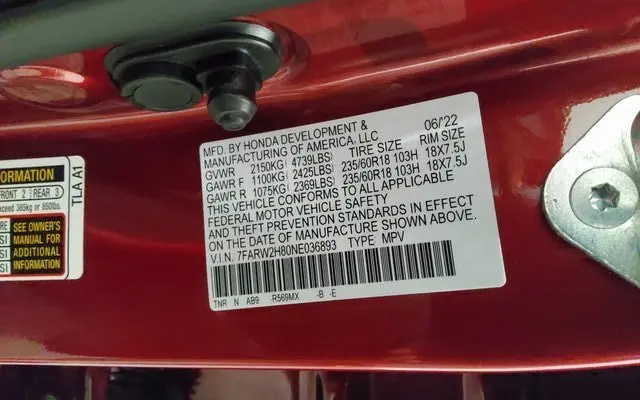 MFD. BY HONDA DEVELOPMENT & 06/'22
MANUFACTURING OF AMERICA, LLC
GVWR 2150KG( 4739LBS) TIRE SIZE RIM SIZE
GAWR F 1100KG( 2425LBS) 235/60R18 103H 18X7.5J
GAWR R 1075KG( 2369LBS) 235/60R18 103H 18X7.5J
THIS VEHICLE CONFORMS TO ALL APPLICABLE
FEDERAL MOTOR VEHICLE SAFETY
AND THEFT PREVENTION STANDARDS IN EFFECT
ON THE DATE OF MANUFACTURE SHOWN ABOVE.
V.I.N. 7FARW2H80NE036893 TYPE MPV
TNR N AB9 R569MX -B -E
ORMATION
FRONT 2 REAR 3
exceed 385kg or 850lbs.
SEE OWNER'S
MANUAL FOR
ADDITIONAL
INFORMATION
TLA A1